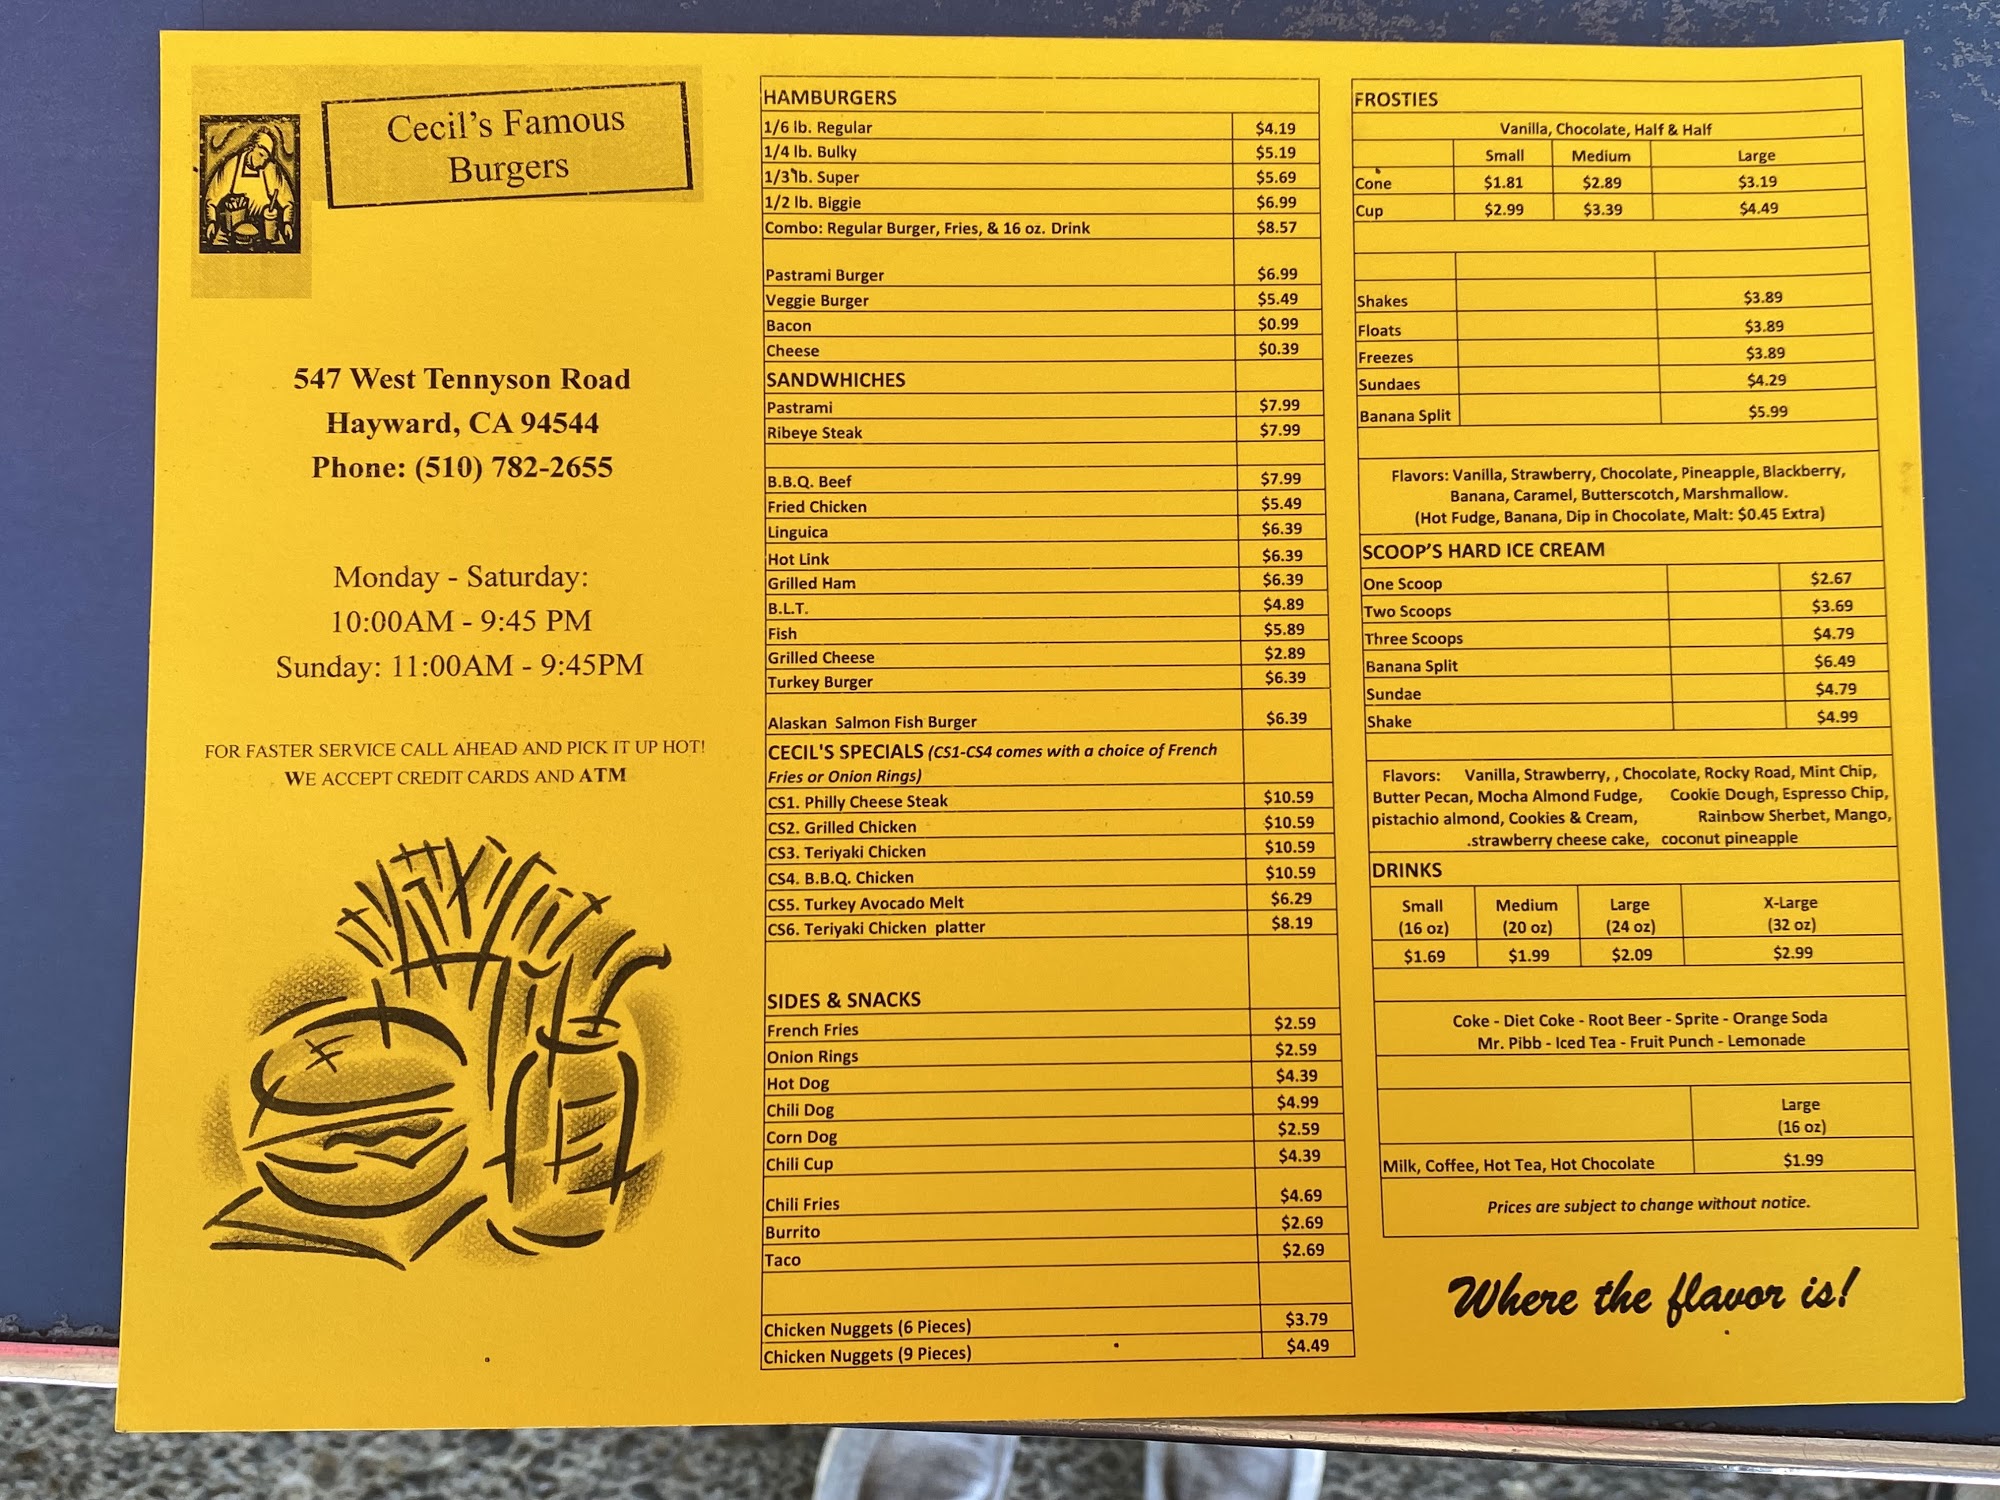 Cecil's Famous
Burgers
547 West Tennyson Road
Hayward, CA 94544
Phone: (510) 782-2655
Monday - Saturday:
10:00AM - 9:45 PM
Sunday: 11:00AM - 9:45PM
FOR FASTER SERVICE CALL AHEAD AND PICK IT UP HOT!
WE ACCEPT CREDIT CARDS AND ATM
HAMBURGERS
1/6 lb. Regular $4.19
1/4 lb. Bulky $5.19
1/3 lb. Super $5.69
1/2 lb. Biggie $6.99
Combo: Regular Burger, Fries, & 16 oz. Drink $8.57
Pastrami Burger $6.99
Veggie Burger $5.49
Bacon $0.99
Cheese $0.39
SANDWHICHES
Pastrami $7.99
Ribeye Steak $7.99
B.B.Q. Beef $7.99
Fried Chicken $5.49
Linguica $6.39
Hot Link $6.39
Grilled Ham $6.39
B.L.T. $4.89
Fish $5.89
Grilled Cheese $2.89
Turkey Burger $6.39
Alaskan Salmon Fish Burger $6.39
CECIL'S SPECIALS (CS1-CS4 comes with a choice of French
Fries or Onion Rings)
CS1. Philly Cheese Steak $10.59
CS2. Grilled Chicken $10.59
CS3. Teriyaki Chicken $10.59
CS4. B.B.Q. Chicken $10.59
CS5. Turkey Avocado Melt $6.29
CS6. Teriyaki Chicken platter $8.19
SIDES & SNACKS
French Fries $2.59
Onion Rings $2.59
Hot Dog $4.39
Chili Dog $4.99
Corn Dog $2.59
Chili Cup $4.39
Chili Fries $4.69
Burrito $2.69
Taco $2.69
Chicken Nuggets (6 Pieces) $3.79
Chicken Nuggets (9 Pieces) $4.49
FROSTIES
Vanilla, Chocolate, Half & Half
Small Medium Large
Cone $1.81 $2.89 $3.19
Cup $2.99 $3.39 $4.49
Shakes $3.89
Floats $3.89
Freezes $3.89
Sundaes $4.29
Banana Split $5.99
Flavors: Vanilla, Strawberry, Chocolate, Pineapple, Blackberry,
Banana, Caramel, Butterscotch, Marshmallow.
(Hot Fudge, Banana, Dip in Chocolate, Malt: $0.45 Extra)
SCOOP'S HARD ICE CREAM
One Scoop $2.67
Two Scoops $3.69
Three Scoops $4.79
Banana Split $6.49
Sundae $4.79
Shake $4.99
Flavors: Vanilla, Strawberry, , Chocolate, Rocky Road, Mint Chip,
Butter Pecan, Mocha Almond Fudge, Cookie Dough, Espresso Chip,
pistachio almond, Cookies & Cream, Rainbow Sherbet, Mango,
.strawberry cheese cake, coconut pineapple
DRINKS
Small Medium Large X-Large
(16 oz) (20 oz) (24 oz) (32 oz)
$1.69 $1.99 $2.09 $2.99
Coke - Diet Coke - Root Beer - Sprite - Orange Soda
Mr. Pibb - Iced Tea - Fruit Punch - Lemonade
Large
(16 oz)
Milk, Coffee, Hot Tea, Hot Chocolate $1.99
Prices are subject to change without notice.
Where the flavor is!